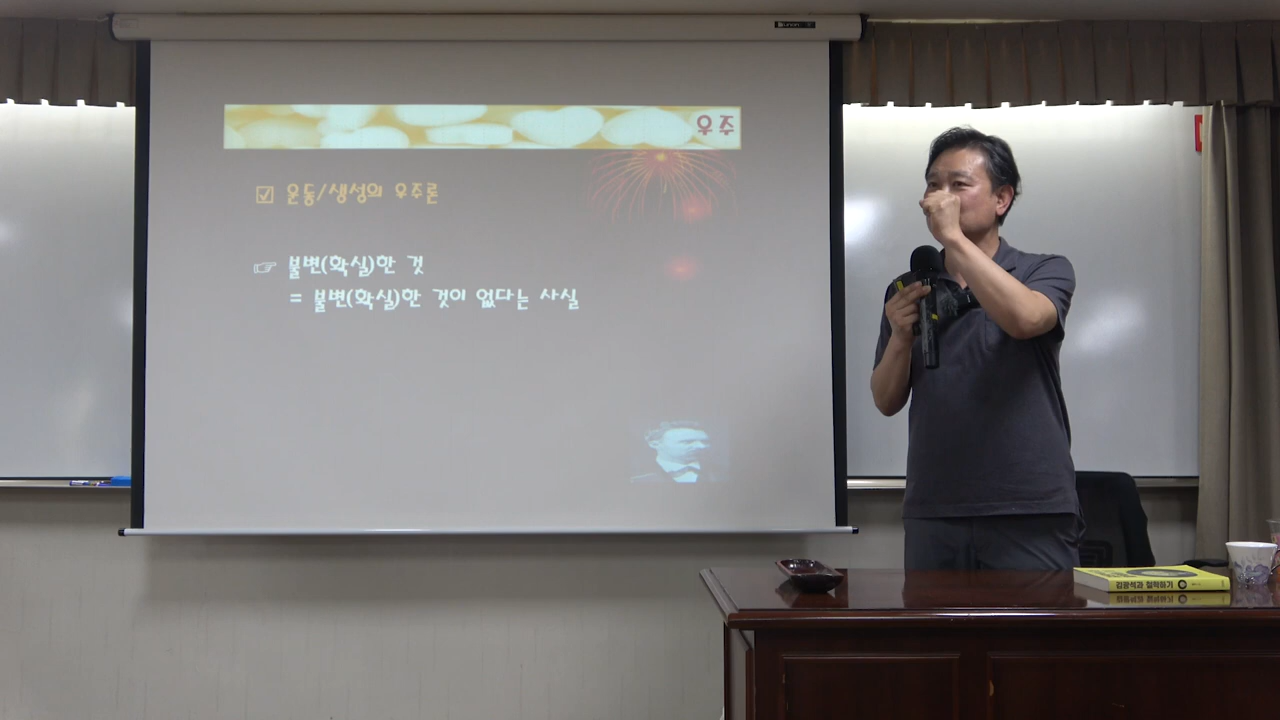 우주
☑ 운동/생성의 우주론
☞ 불변(확실)한 것
= 불변(확실)한 것이 없다는 사실
김광석과 철학하기